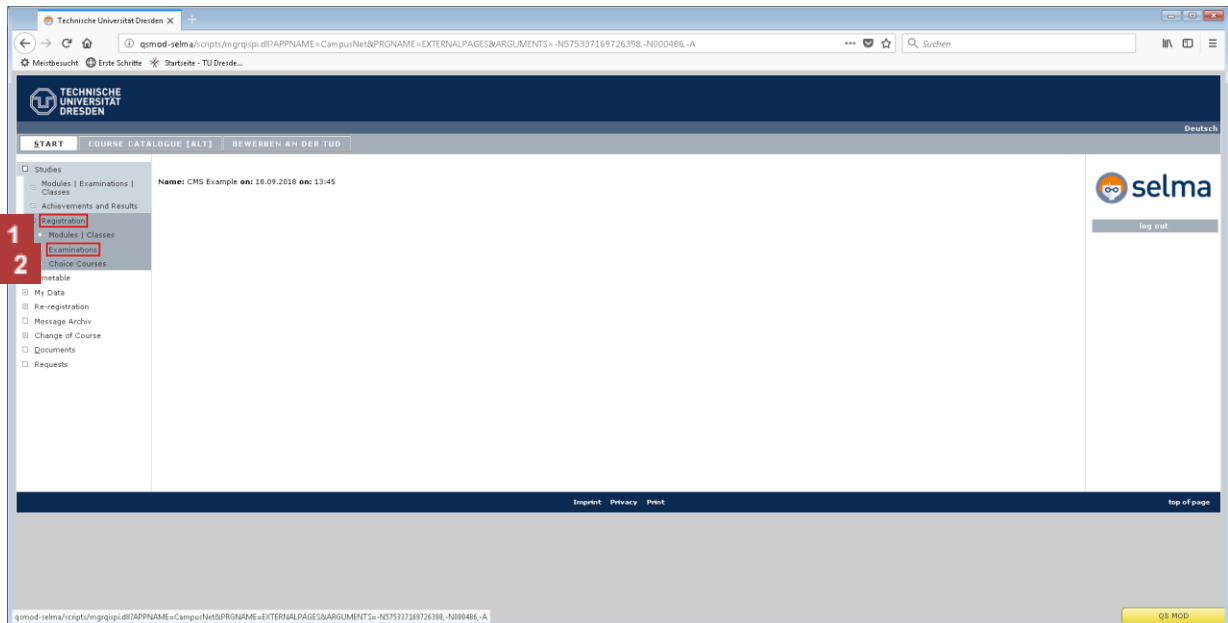 Technische Universität Dresden
qsmod-selma/scripts/mgrqispi.dll?APPNAME=CampusNet&PRGNAME=EXTERNALPAGES&ARGUMENTS=-N575337169726398,-N000486,-A
Suchen
Meistbesucht Erste Schritte Startseite - TU Dresde...
TECHNISCHE
UNIVERSITÄT
DRESDEN
Deutsch
START COURSE CATALOGUE [ALT] BEWERBEN AN DER TUD
Studies
Modules | Examinations |
Classes
Achievements and Results
Registration
1
Modules | Classes
Examinations
2
Choice Courses
metable
My Data
Re-registration
Message Archiv
Change of Course
Documents
Requests
Name: CMS Example on: 18.09.2018 on: 13:45
selma
log out
Imprint Privacy Print
top of page
qsmod-selma/scripts/mgrqispi.dll?APPNAME=CampusNet&PRGNAME=EXTERNALPAGES&ARGUMENTS=-N575337169726398,-N000486,-A
QS MOD